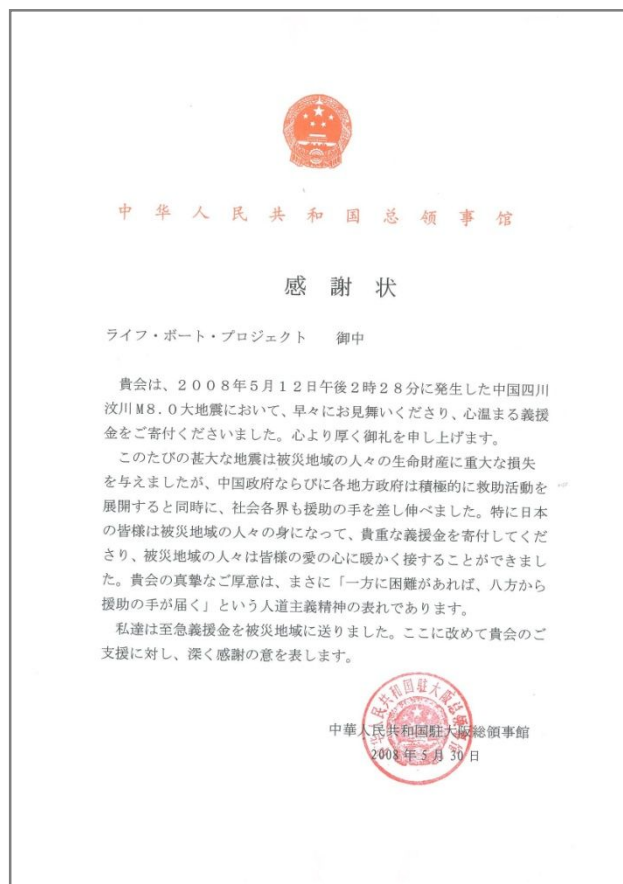 中华人民共和国总领事馆
感謝状
ライフ・ボート・プロジェクト　御中
貴会は、２００８年５月１２日午後２時２８分に発生した中国四川
汶川Ｍ８.０大地震において、早々にお見舞いくださり、心温まる義援
金をご寄付くださいました。心より厚く御礼を申し上げます。
このたびの甚大な地震は被災地域の人々の生命財産に重大な損失
を与えましたが、中国政府ならびに各地方政府は積極的に救助活動を
展開すると同時に、社会各界も援助の手を差し伸べました。特に日本
の皆様は被災地域の人々の身になって、貴重な義援金を寄付してくだ
さり、被災地域の人々は皆様の愛の心に暖かく接することができまし
た。貴会の真摯なご厚意は、まさに「一方に困難があれば、八方から
援助の手が届く」という人道主義精神の表れであります。
私達は至急義援金を被災地域に送りました。ここに改めて貴会のご
支援に対し、深く感謝の意を表します。
中華人民共和国駐大阪総領事館
2008 年 5 月 30 日